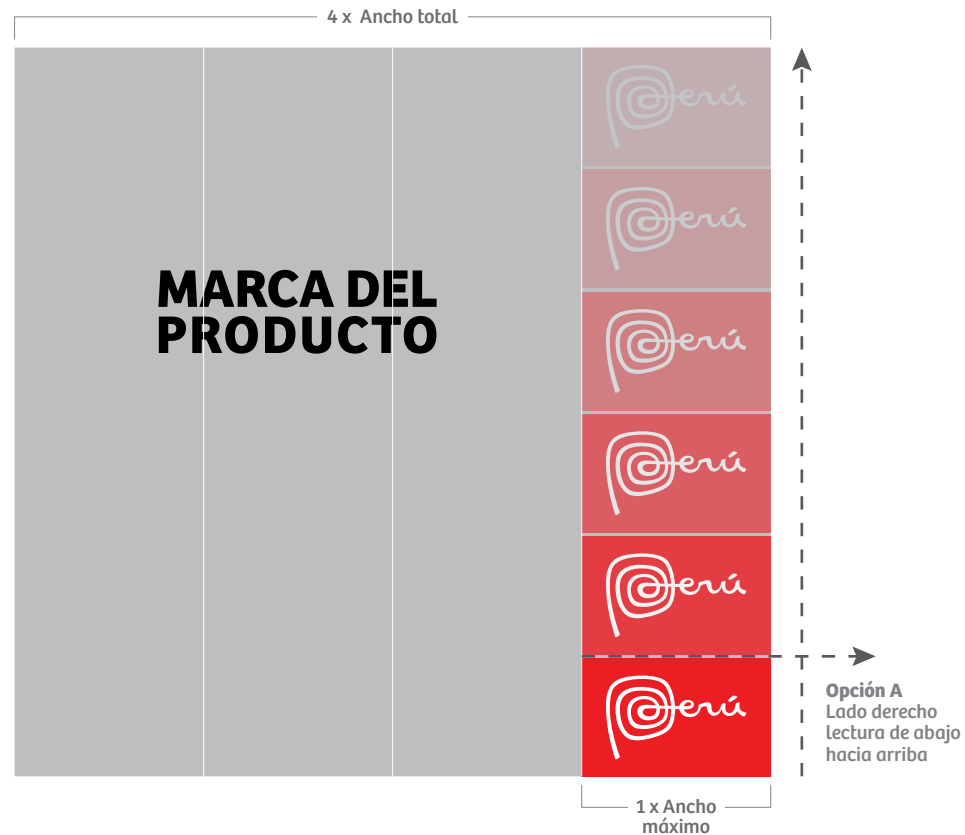 4 x Ancho total
Perú
Perú
MARCA DEL
PRODUCTO
Perú
Perú
Perú
Perú
Opción A
Lado derecho
lectura de abajo
hacia arriba
1 x Ancho
máximo